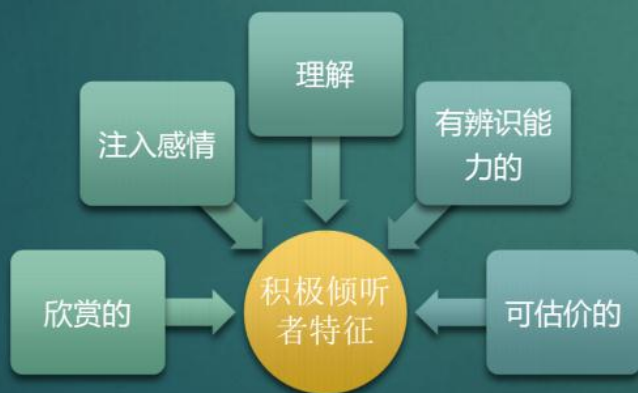 理解
注入感情
有辨识能
力的
欣赏的
积极倾听
者特征
可估价的